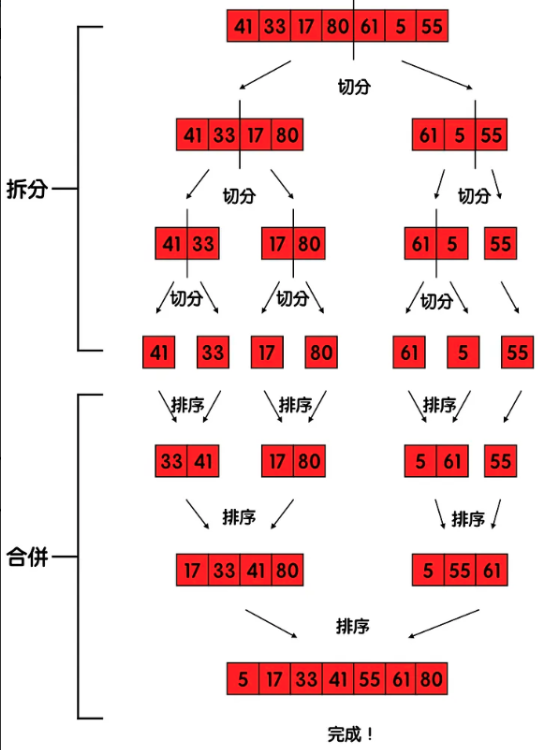 41 33 17 80 61 5 55
切分
41 33 17 80
61 5 55
拆分
切分
切分
41 33
17 80
61 5
55
切分
切分
切分
41
33
17
80
61
5
55
排序
排序
排序
33 41
17 80
5 61
55
排序
排序
合併
17 33 41 80
5 55 61
排序
5 17 33 41 55 61 80
完成！